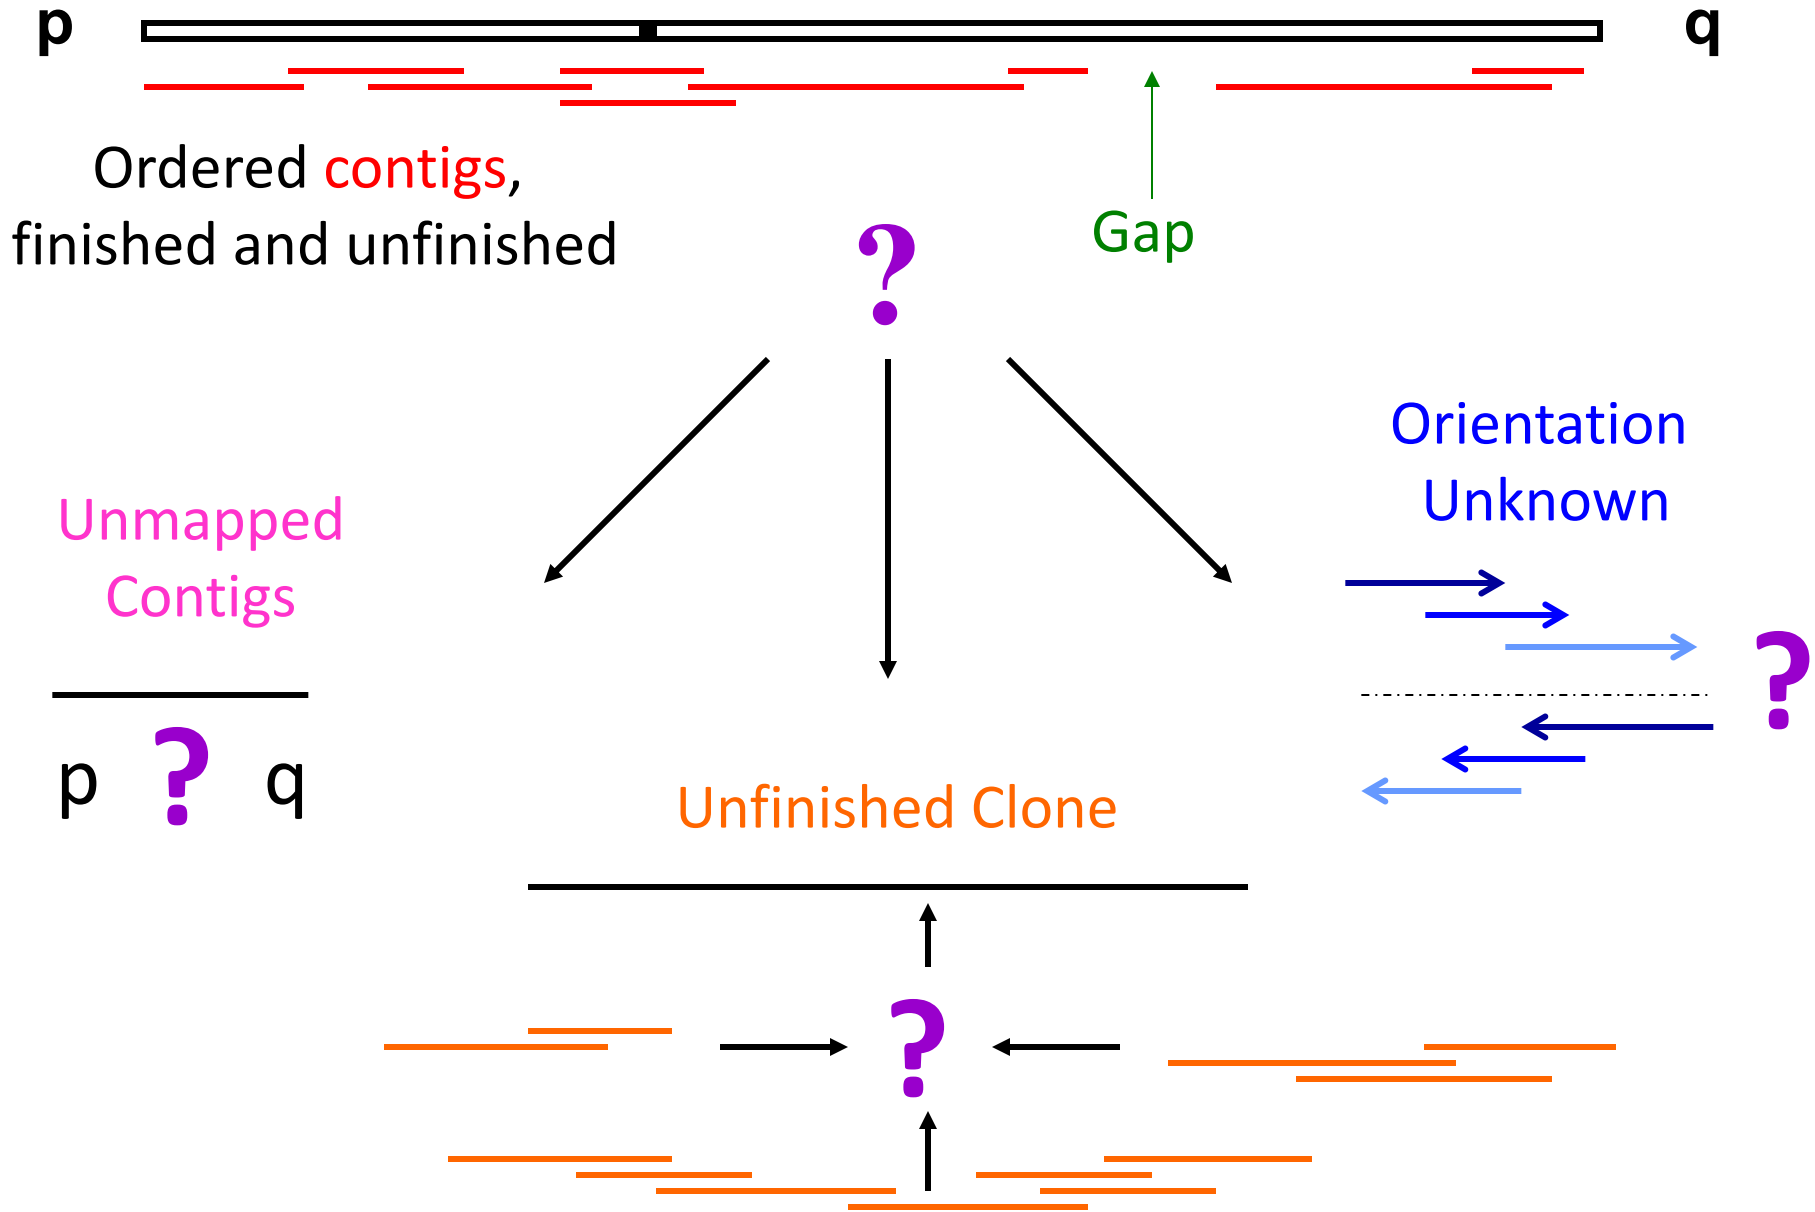 p
q
Ordered contigs,
finished and unfinished
Gap
?
Orientation
Unknown
Unmapped
Contigs
?
p ? q
Unfinished Clone
?